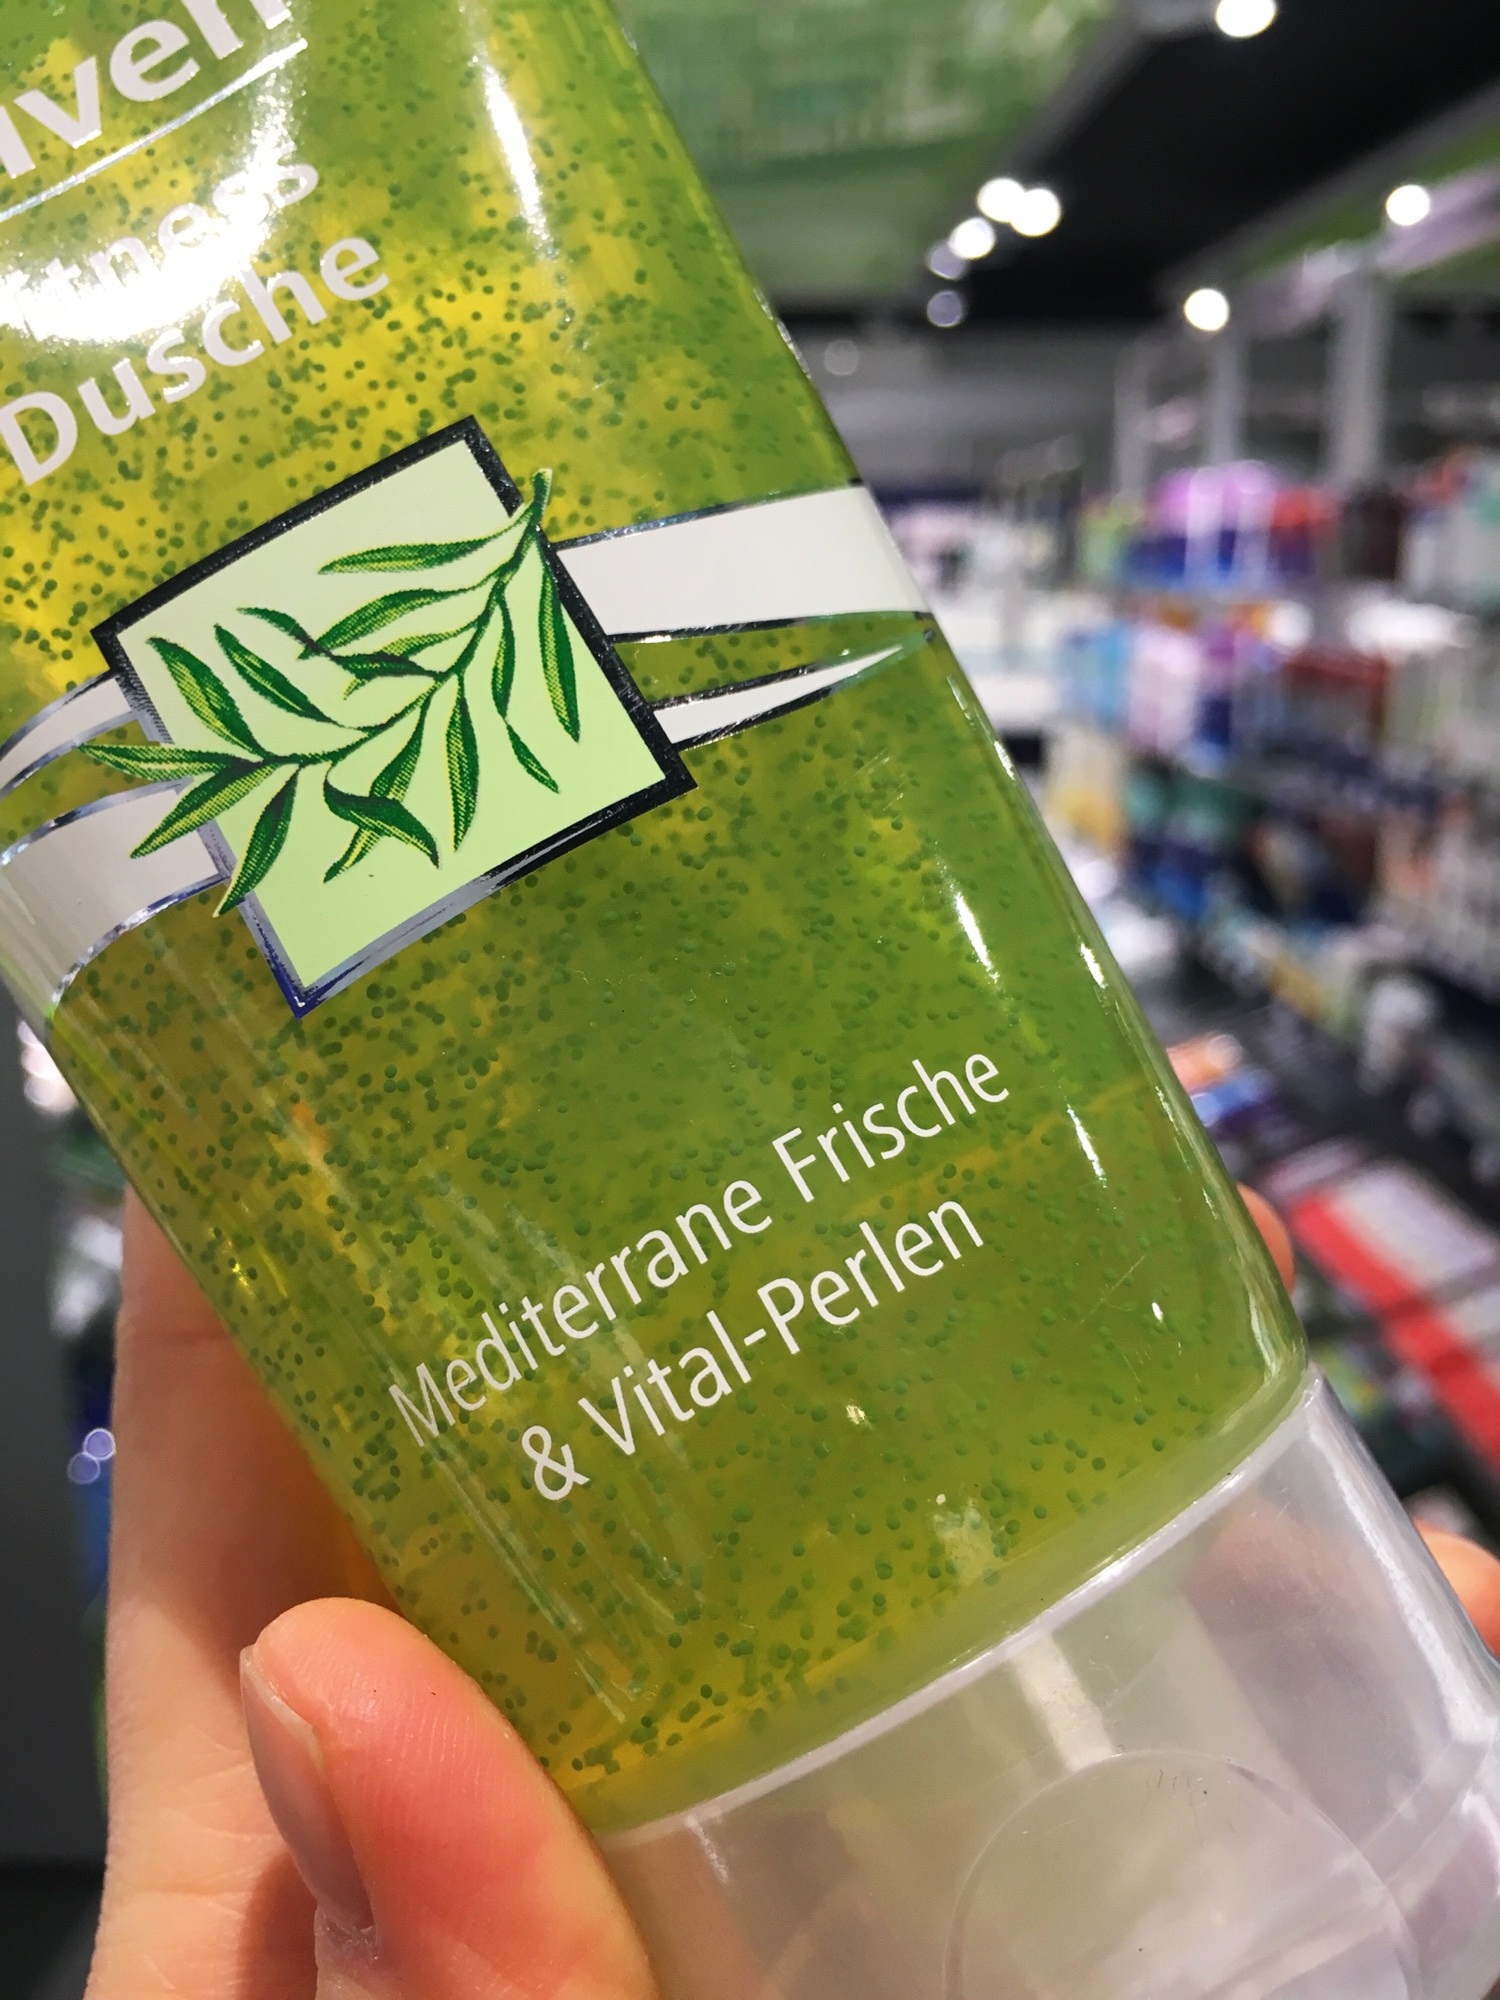 Dusche
Mediterrane Frische
& Vital-Perlen